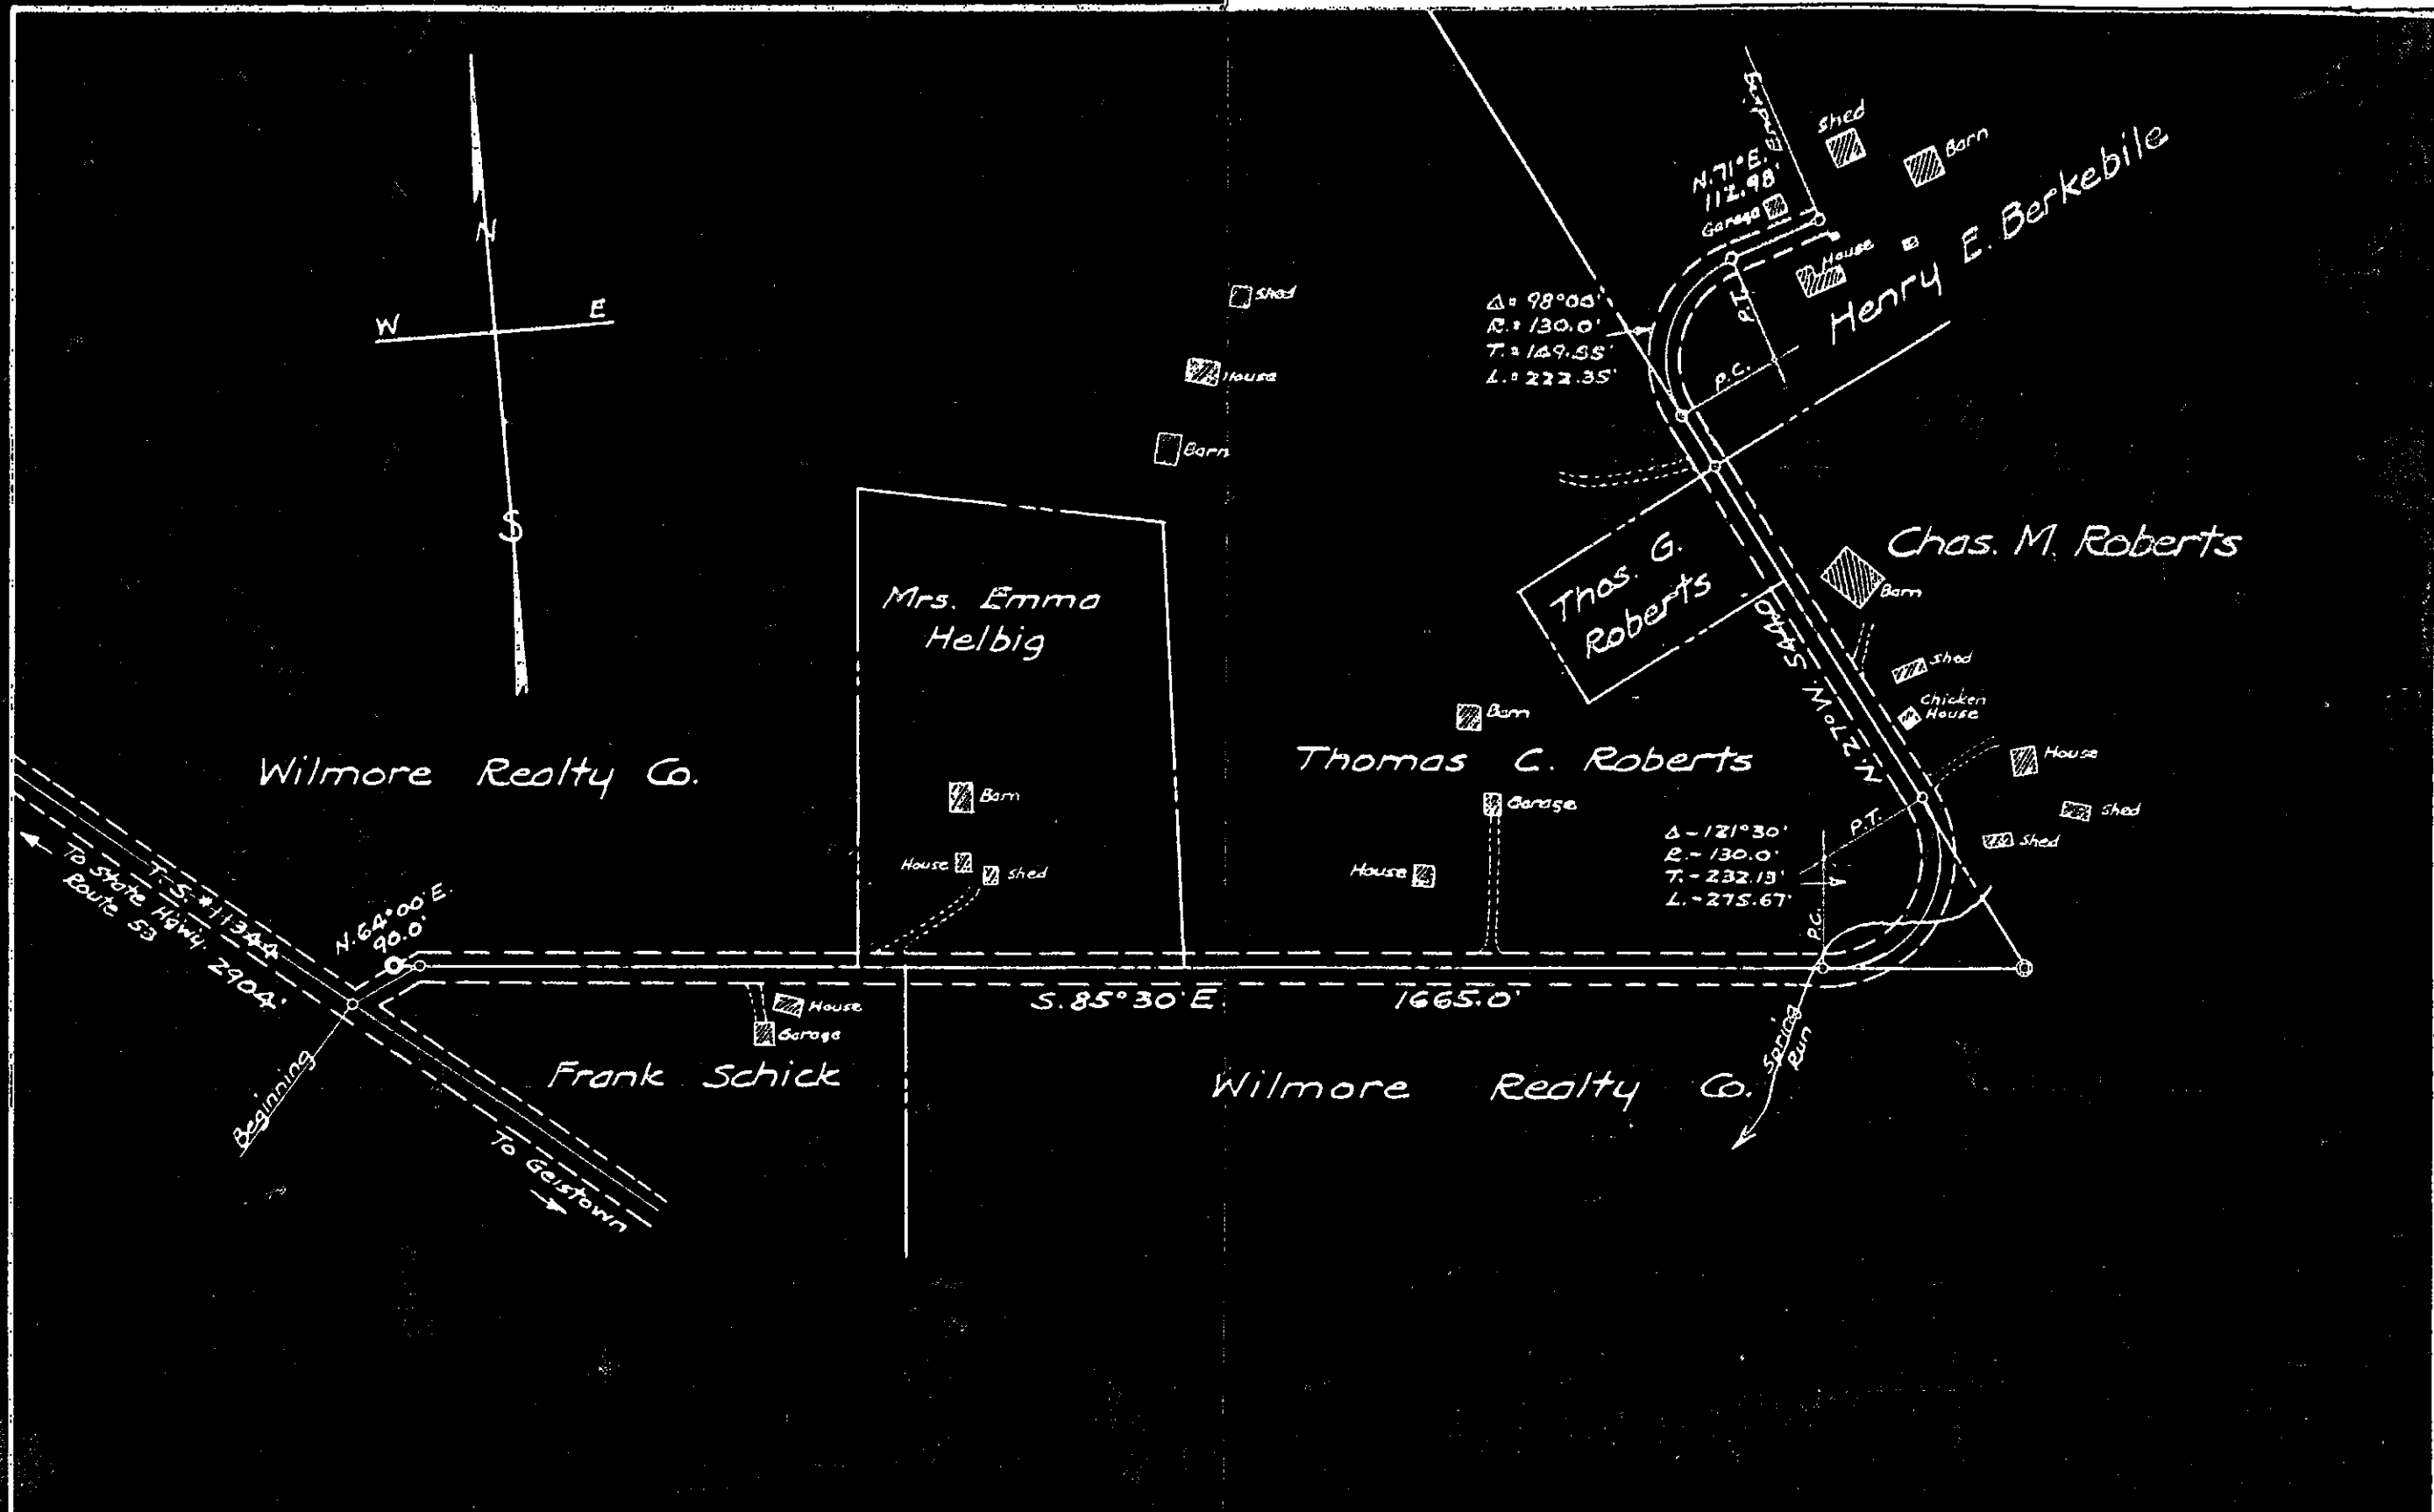 N
W E
S
Ending
Shed
Barn
N.71°E.
112.98'
Garage
House
Henry E. Berkebile
P.T.
P.C.
Δ= 98°00'
R.= 130.0'
T.= 149.55'
L.= 222.35'
Shed
House
Barn
Mrs. Emma
Helbig
Barn
House
Shed
Thos. G.
Roberts
Chas. M. Roberts
Barn
N.27°W. 544.0
Shed
Chicken
House
House
Shed
Shed
Wilmore Realty Co.
Thomas C. Roberts
Barn
Garage
House
P.T.
Δ-121°30'
R.-130.0'
T.-232.13'
L.-275.67'
P.C.
T.S.-#11344
To State Hgwy. 2904'
Route 53
N.64°00'E.
90.0'
S.85°30'E. 1665.0'
House
Garage
Frank Schick
Wilmore Realty Co.
Spring
Run
Beginning
To Geistown